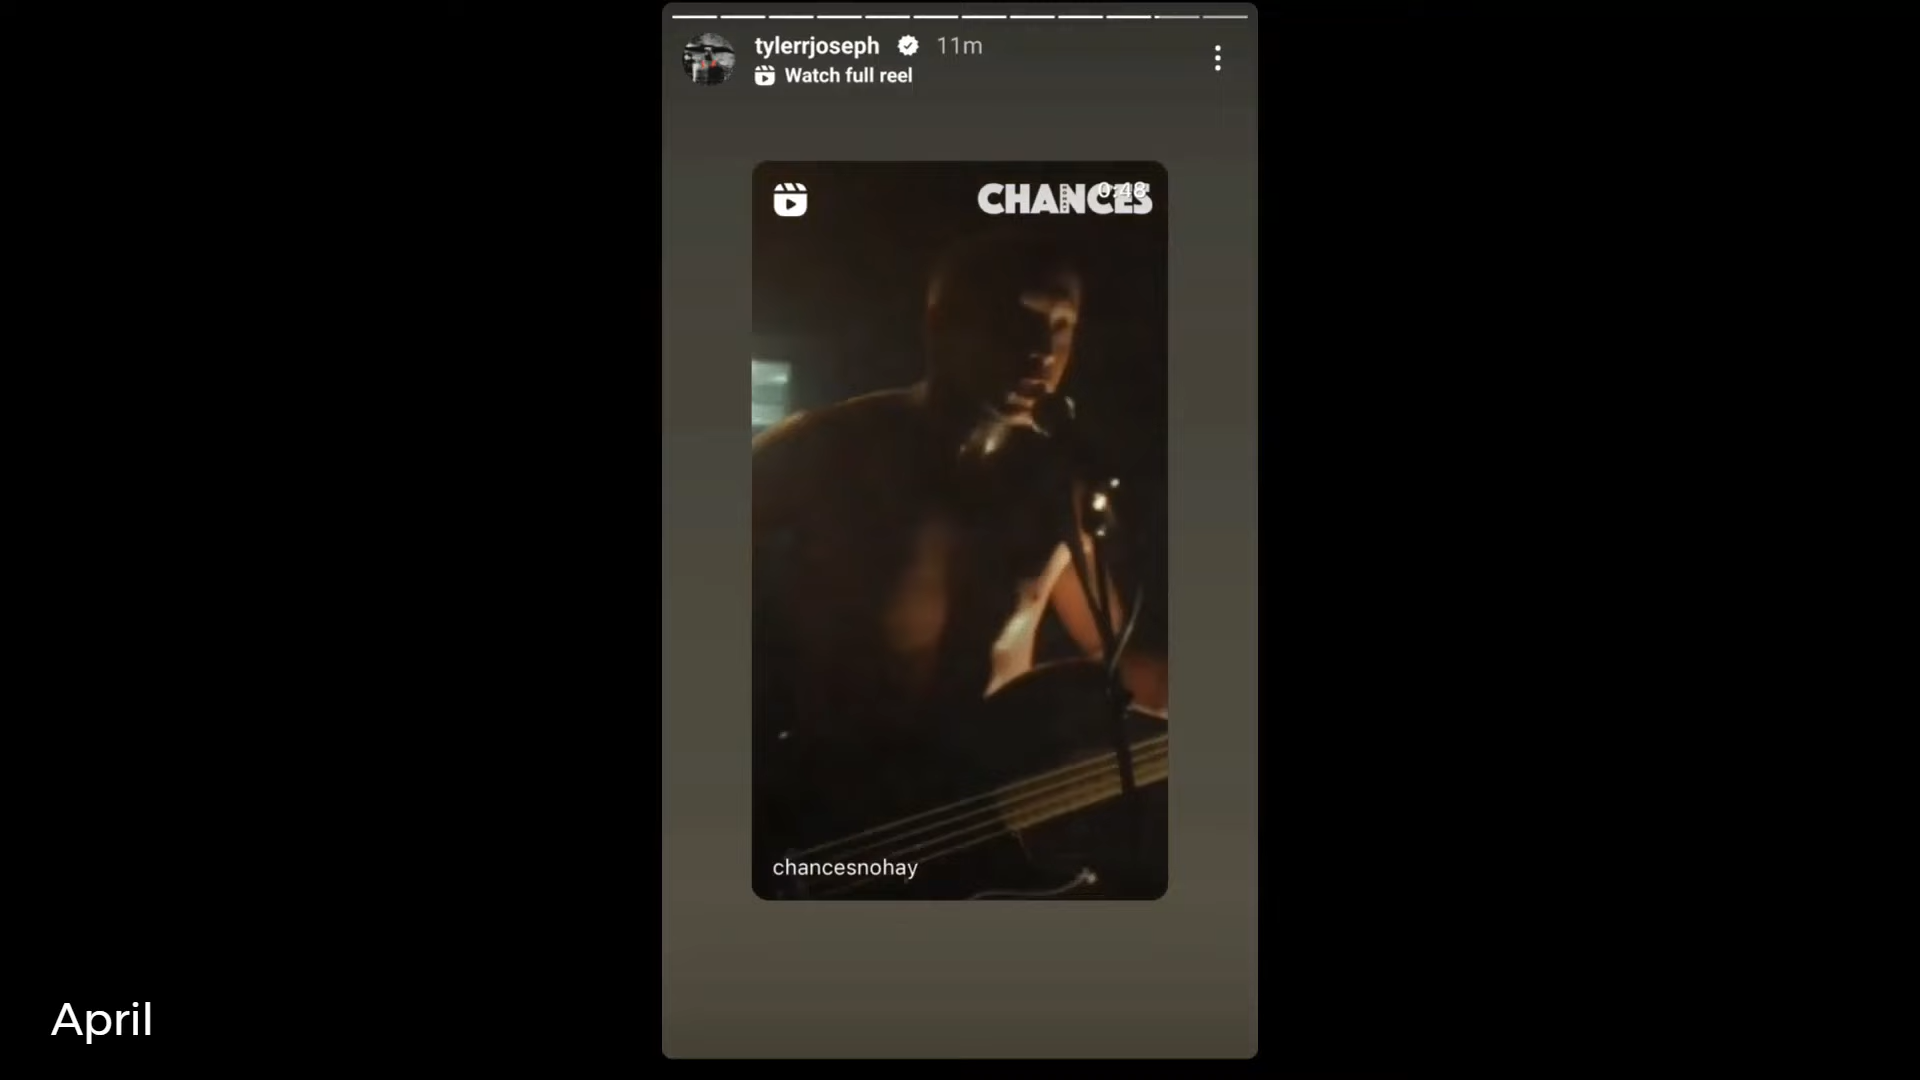 tylerrjoseph 11m
Watch full reel
CHANCES
0:48
chancesnohay
April